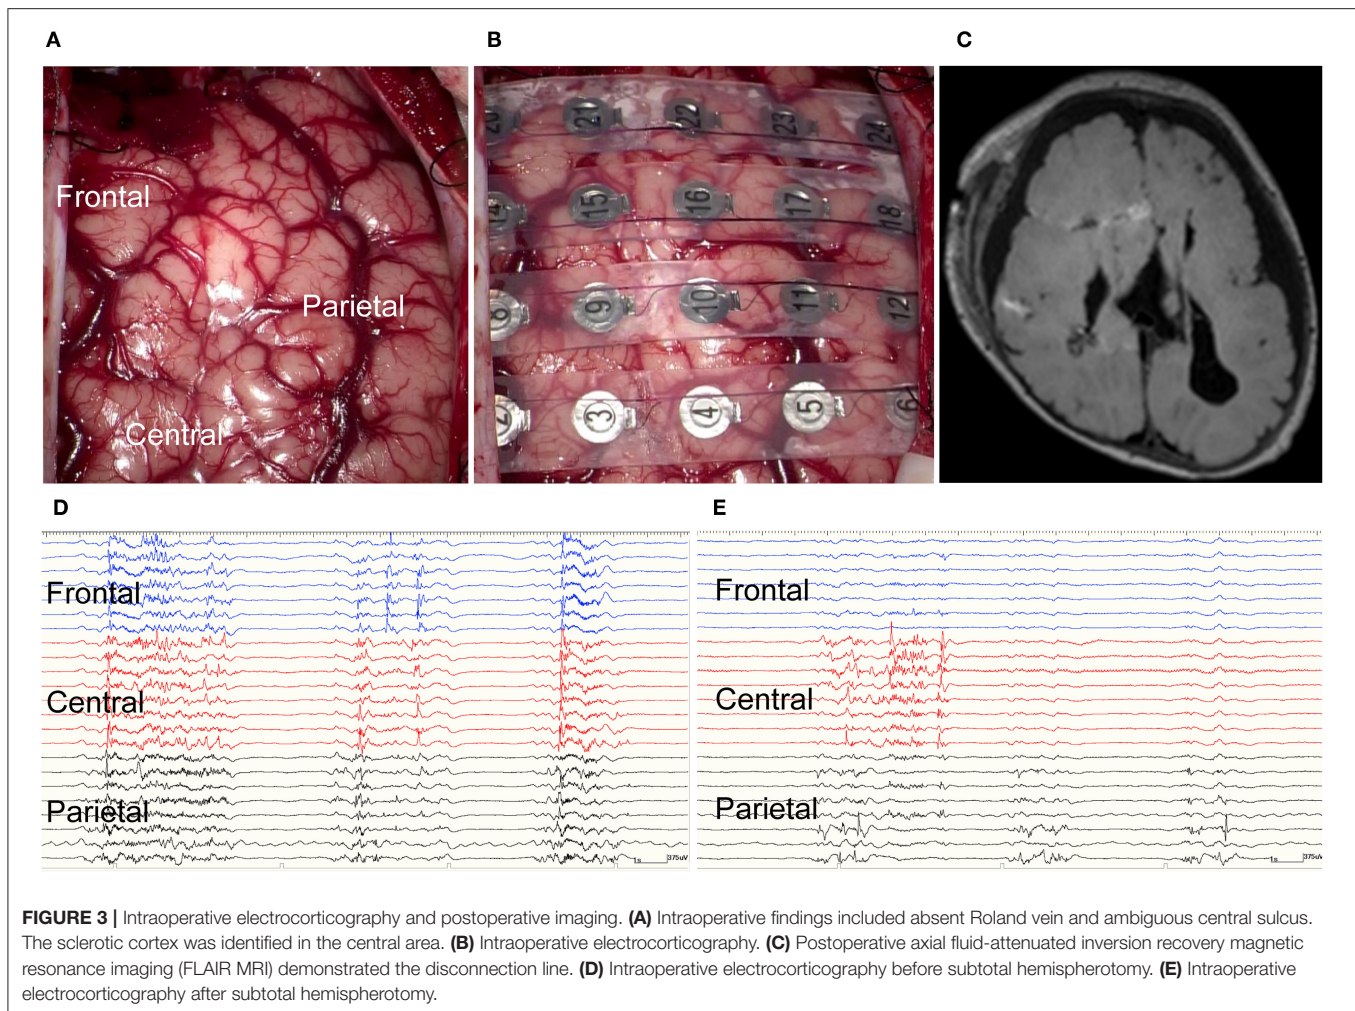 A
B
C
Frontal
Parietal
Central
20 21 22 23 24
14 15 16 17 18
8 9 10 11 12
2 3 4 5 6
D
E
Frontal
Central
Parietal
1s 375uV
Frontal
Central
Parietal
1s 375uV
FIGURE 3 | Intraoperative electrocorticography and postoperative imaging. (A) Intraoperative findings included absent Roland vein and ambiguous central sulcus.
The sclerotic cortex was identified in the central area. (B) Intraoperative electrocorticography. (C) Postoperative axial fluid-attenuated inversion recovery magnetic
resonance imaging (FLAIR MRI) demonstrated the disconnection line. (D) Intraoperative electrocorticography before subtotal hemispherotomy. (E) Intraoperative
electrocorticography after subtotal hemispherotomy.